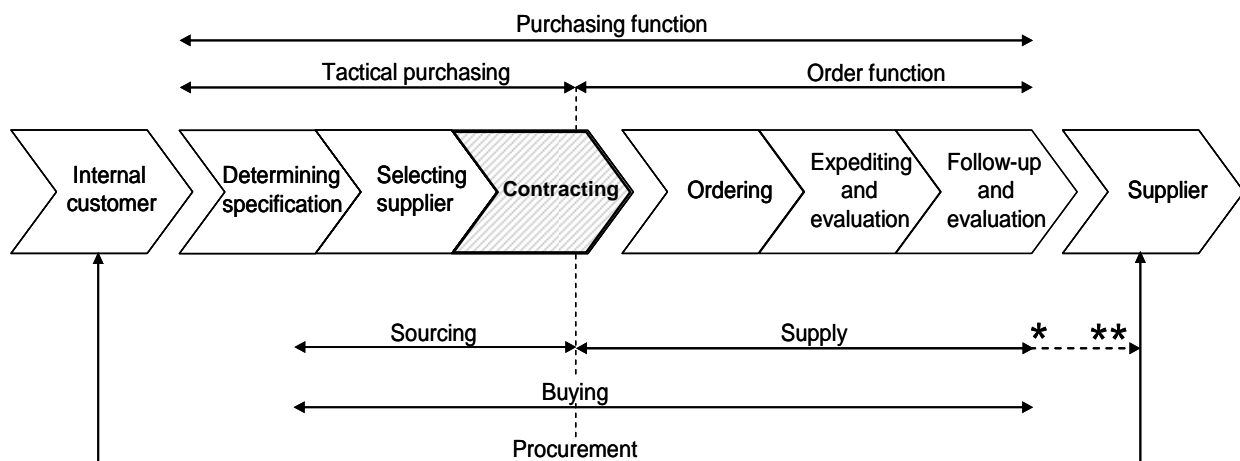 Purchasing function
Tactical purchasing
Order function
Internal
customer
Determining
specification
Selecting
supplier
Contracting
Ordering
Expediting
and
evaluation
Follow-up
and
evaluation
Supplier
Sourcing
Supply
*
**
Buying
Procurement